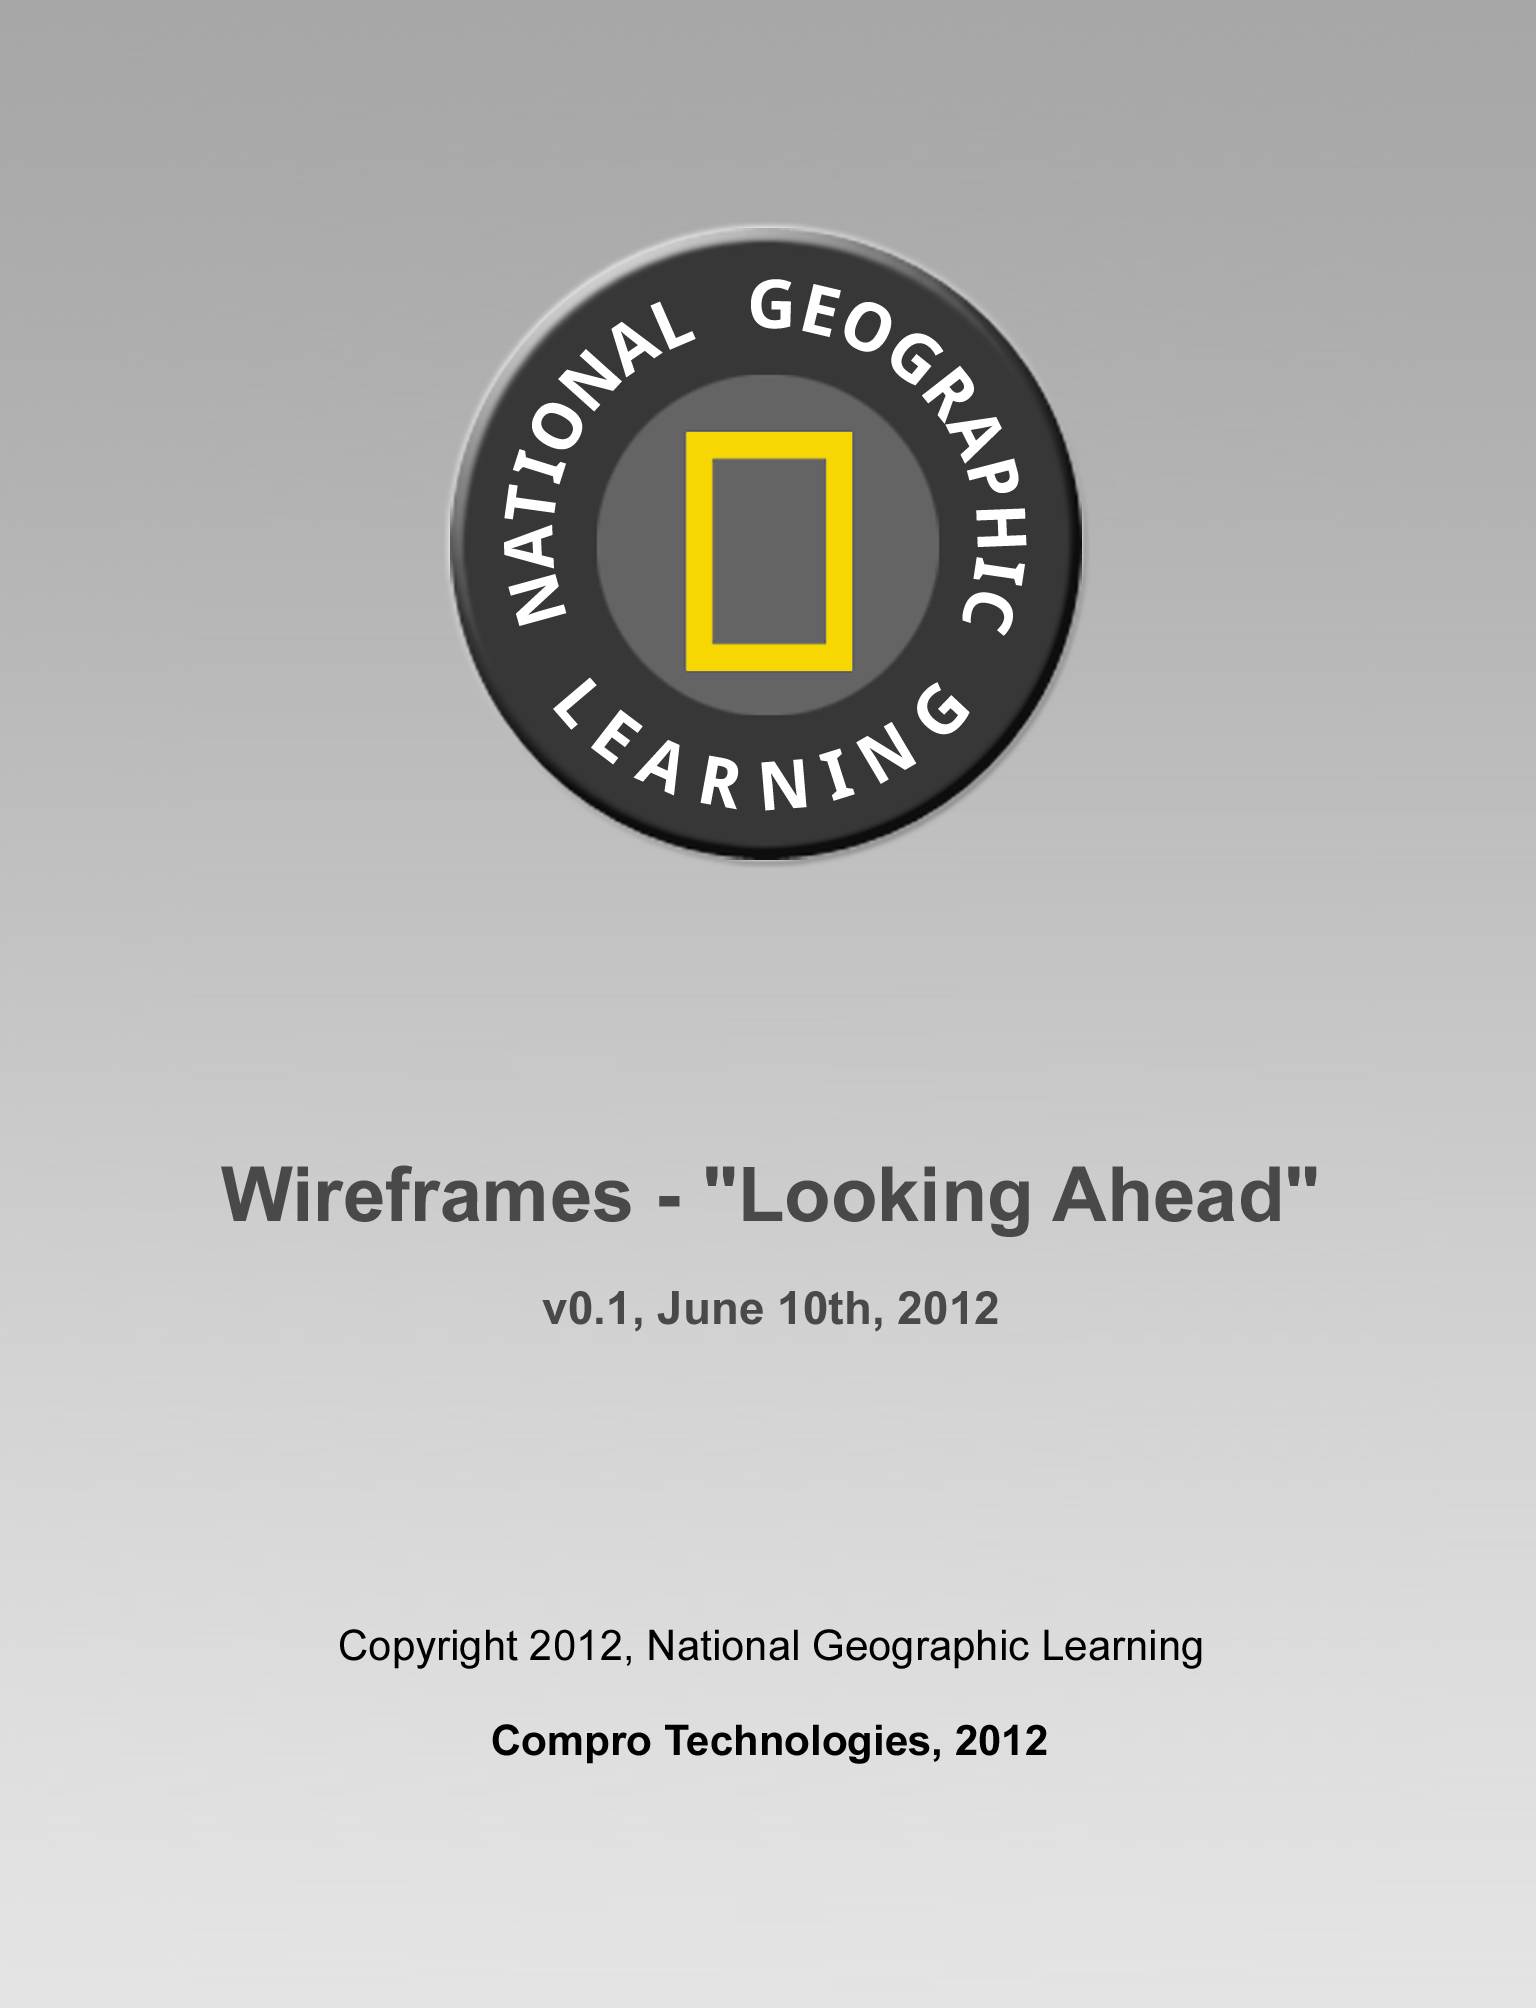 NATIONAL GEOGRAPHIC
LEARNING
Wireframes - "Looking Ahead"
v0.1, June 10th, 2012
Copyright 2012, National Geographic Learning
Compro Technologies, 2012